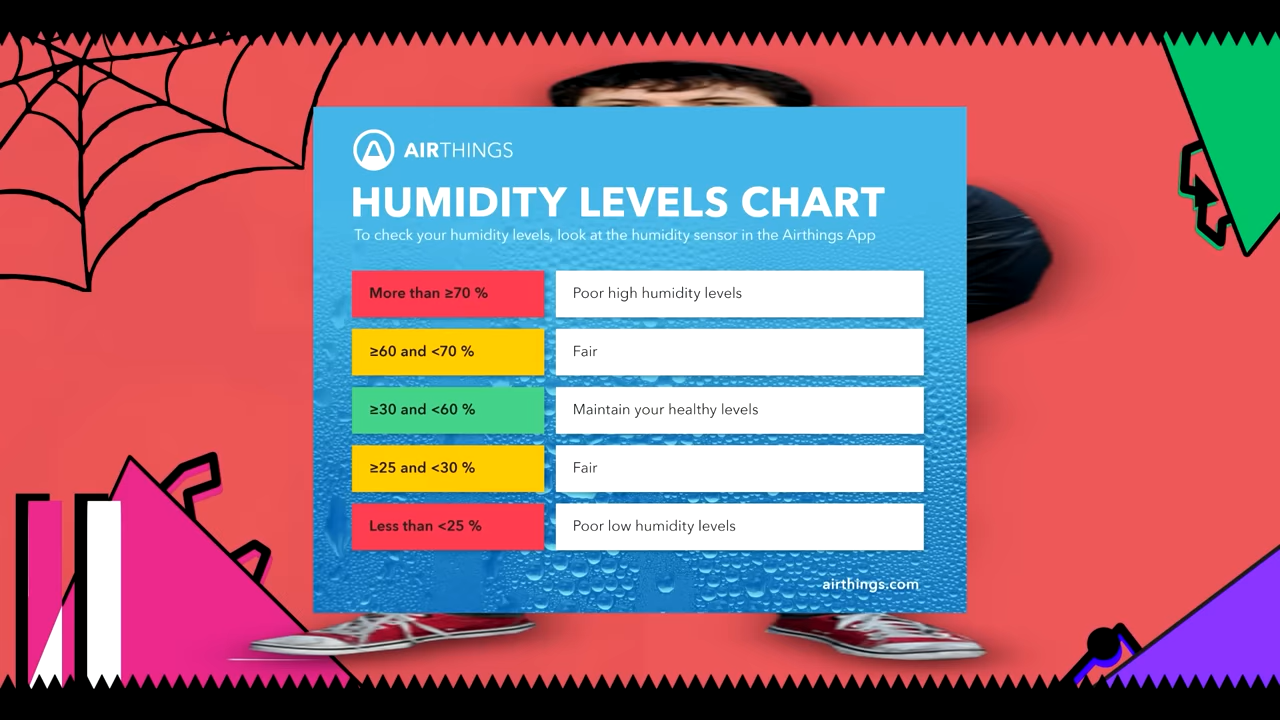 AIRTHINGS
HUMIDITY LEVELS CHART
To check your humidity levels, look at the humidity sensor in the Airthings App
More than ≥70 % Poor high humidity levels
≥60 and <70 % Fair
≥30 and <60 % Maintain your healthy levels
≥25 and <30 % Fair
Less than <25 % Poor low humidity levels
airthings.com